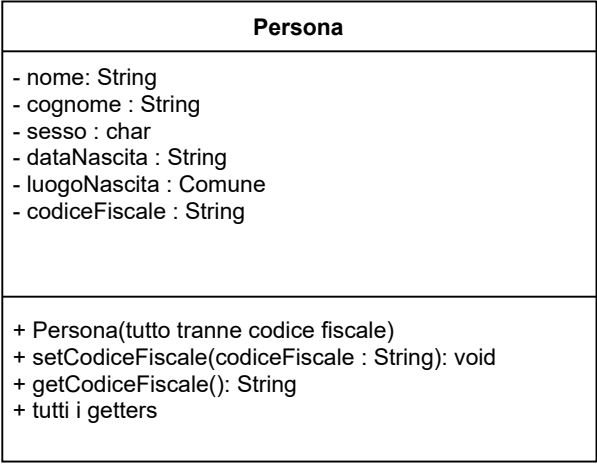 Persona
- nome: String
- cognome : String
- sesso : char
- dataNascita : String
- luogoNascita : Comune
- codiceFiscale : String
+ Persona(tutto tranne codice fiscale)
+ setCodiceFiscale(codiceFiscale : String): void
+ getCodiceFiscale(): String
+ tutti i getters